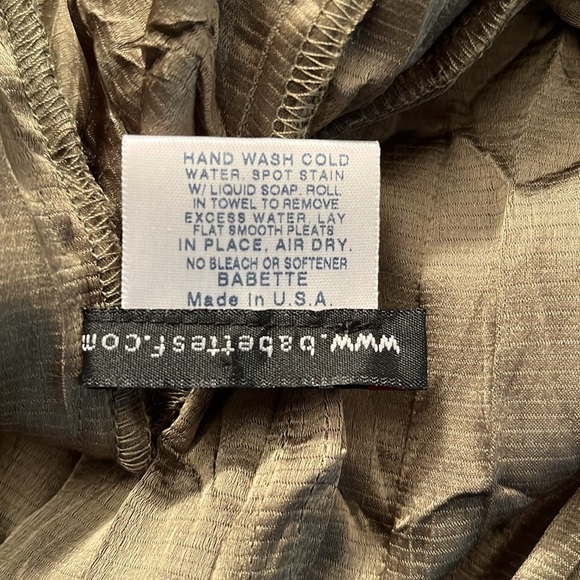 HAND WASH COLD
WATER, SPOT STAIN
W/ LIQUID SOAP, ROLL
IN TOWEL TO REMOVE
EXCESS WATER, LAY
FLAT SMOOTH PLEATS
IN PLACE, AIR DRY.
NO BLEACH OR SOFTENER
BABETTE
Made in U.S.A.
www.babettesf.com